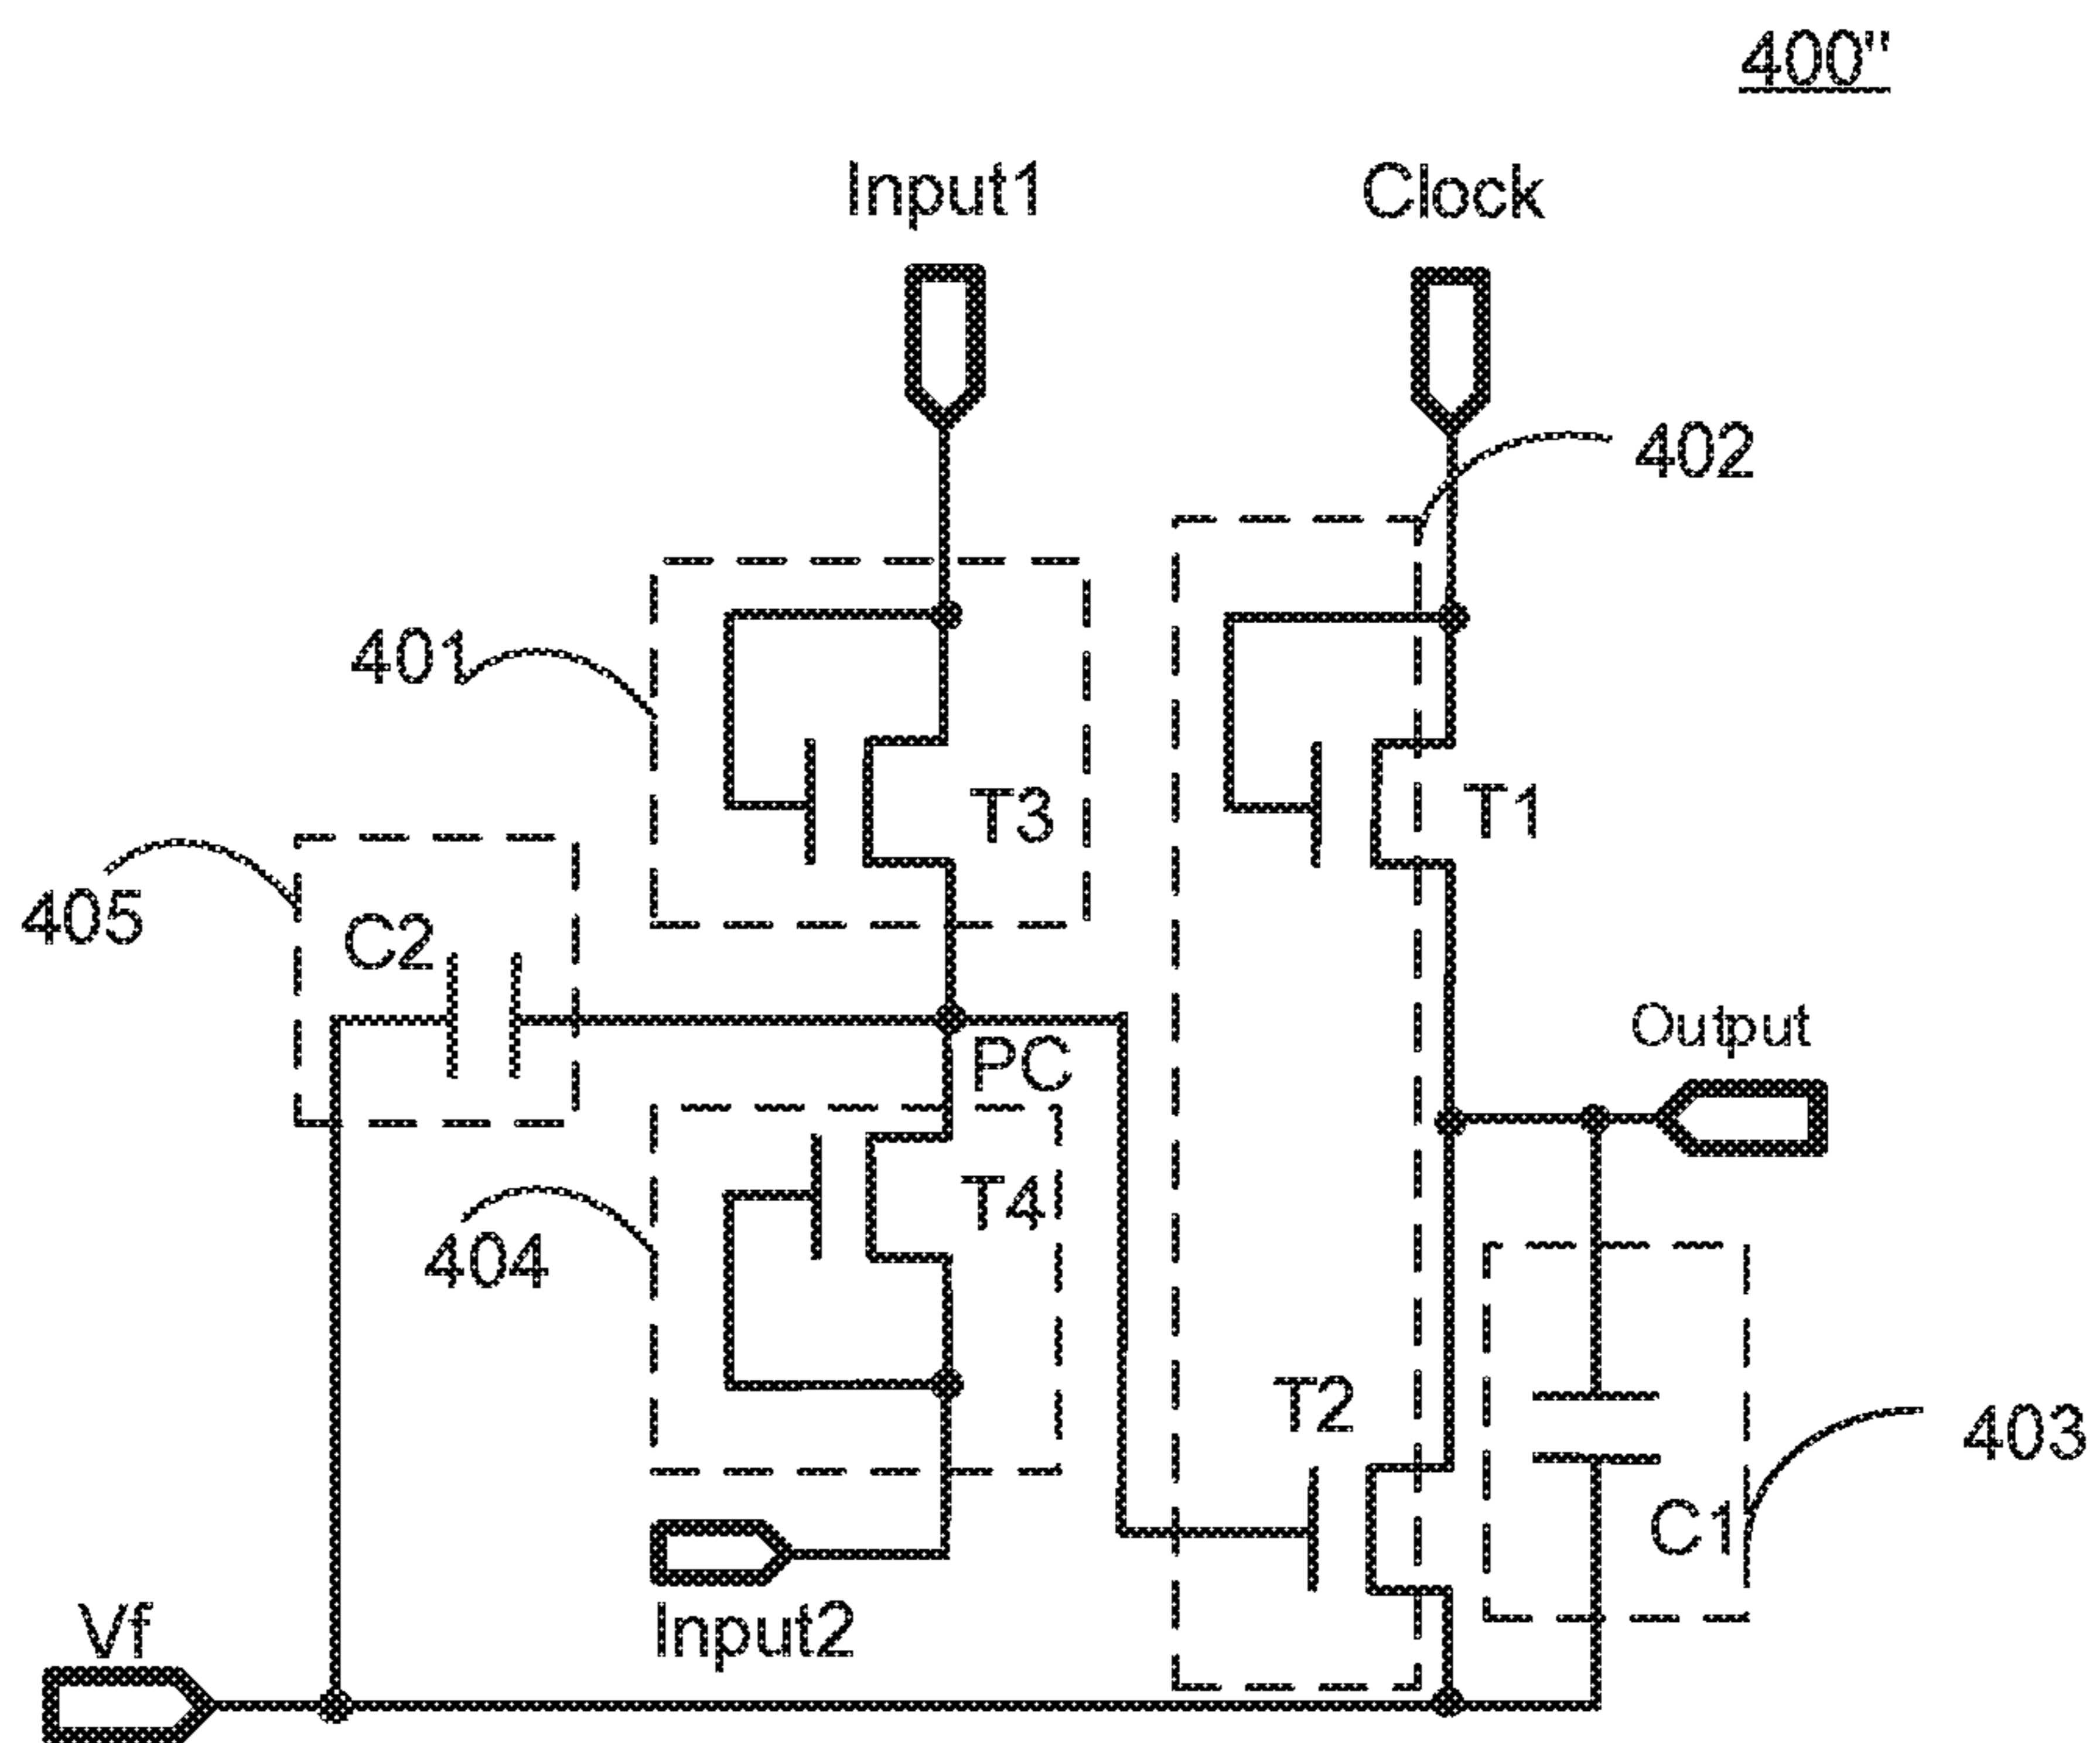 400"
Input1
Clock
402
401
T3
T1
405
C2
Output
PC
T4
404
T2
403
C1
Input2
Vf